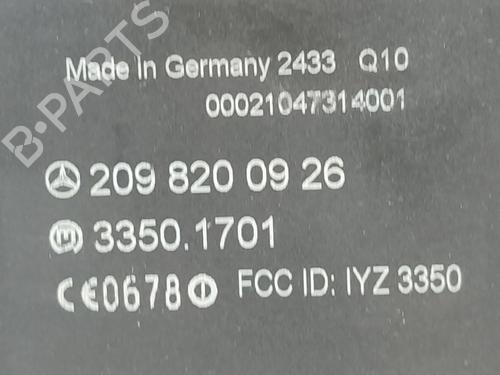 B-PARTS
Made In Germany 2433 Q10
00021047314001
209 820 09 26
M 3350.1701
CE0678 FCC ID: IYZ 3350